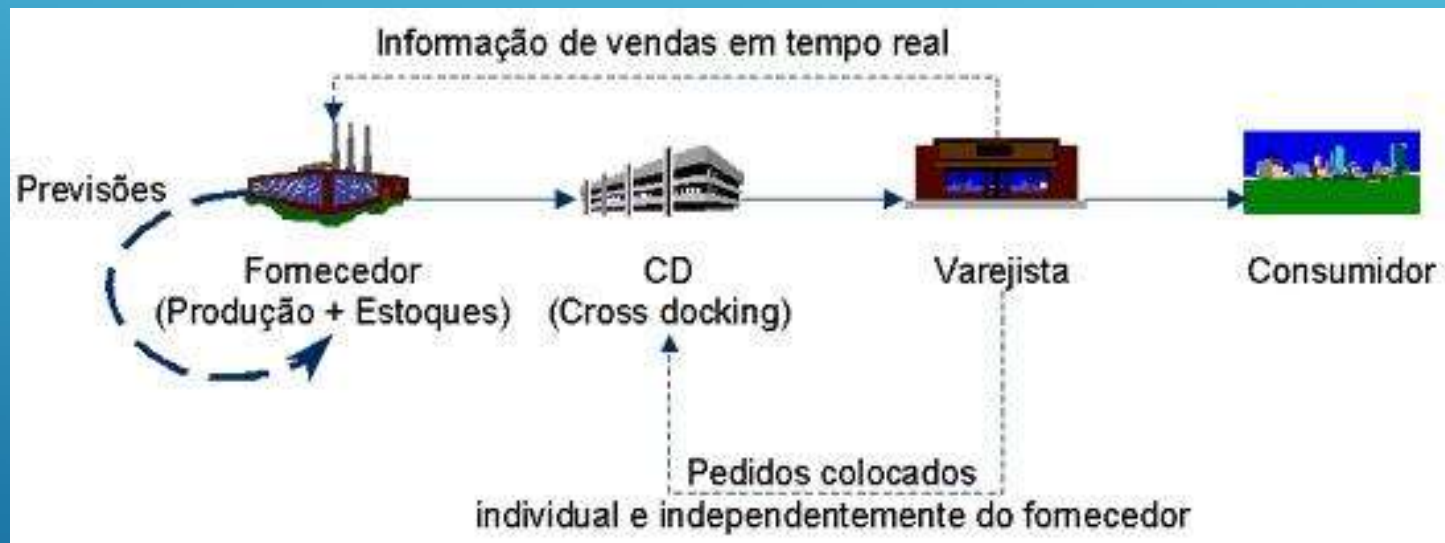 Informação de vendas em tempo real
Previsões
Fornecedor
(Produção + Estoques)
CD
(Cross docking)
Varejista
Consumidor
Pedidos colocados
individual e independentemente do fornecedor